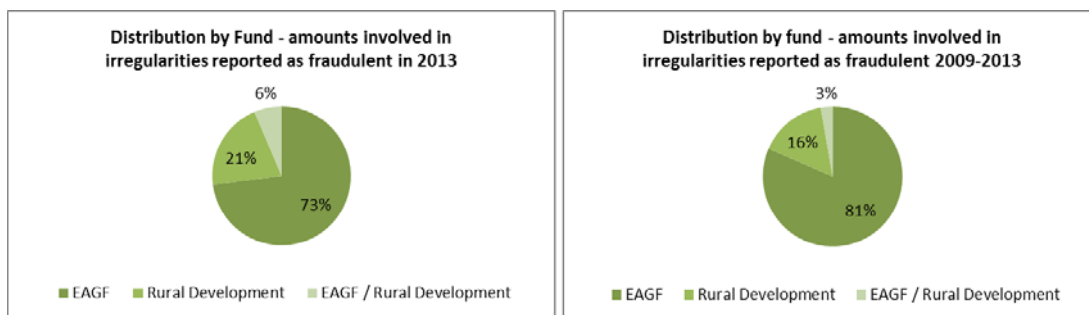 Distribution by Fund - amounts involved in
irregularities reported as fraudulent in 2013
6%
21%
73%
EAGF Rural Development EAGF / Rural Development
Distribution by fund - amounts involved in
irregularities reported as fraudulent 2009-2013
3%
16%
81%
EAGF Rural Development EAGF / Rural Development